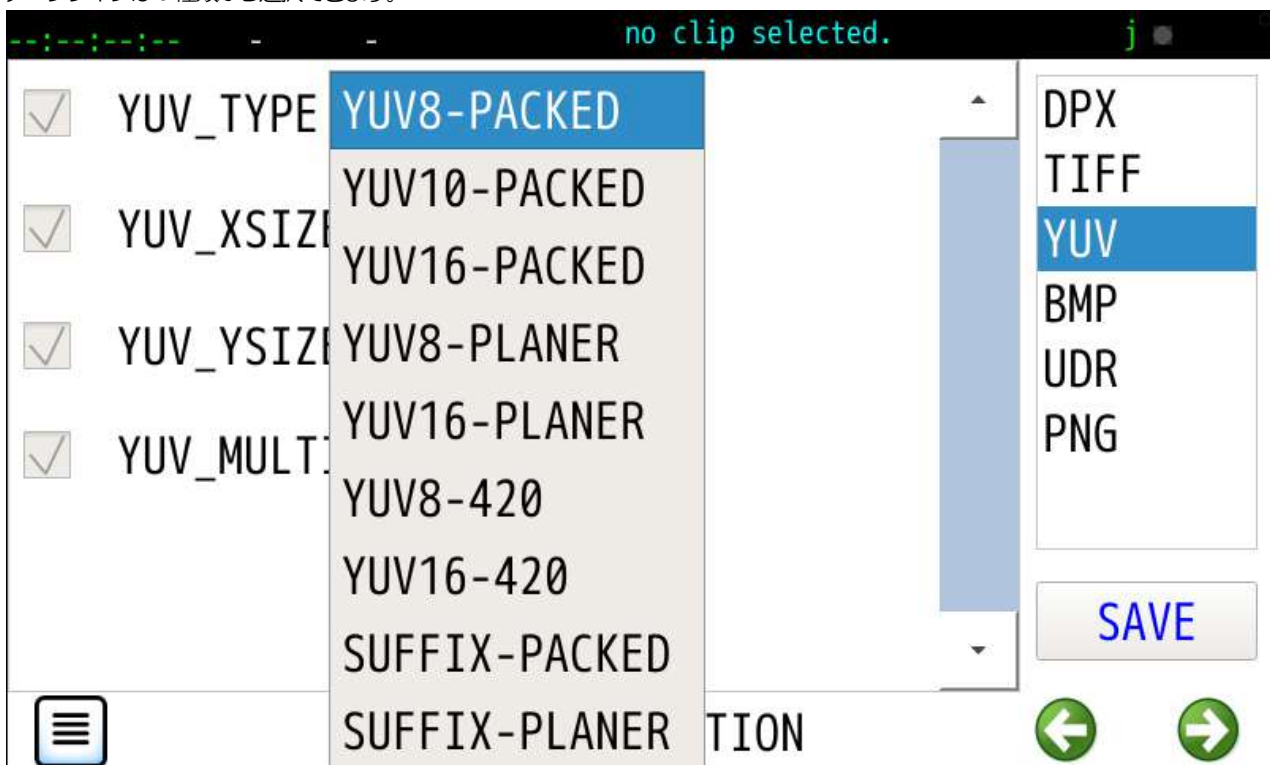 --:--:--:-- - - no clip selected. j
YUV_TYPE
YUV_XSIZE
YUV_YSIZE
YUV_MULTI
YUV8-PACKED
YUV10-PACKED
YUV16-PACKED
YUV8-PLANER
YUV16-PLANER
YUV8-420
YUV16-420
SUFFIX-PACKED
SUFFIX-PLANER
TION
DPX
TIFF
YUV
BMP
UDR
PNG
SAVE